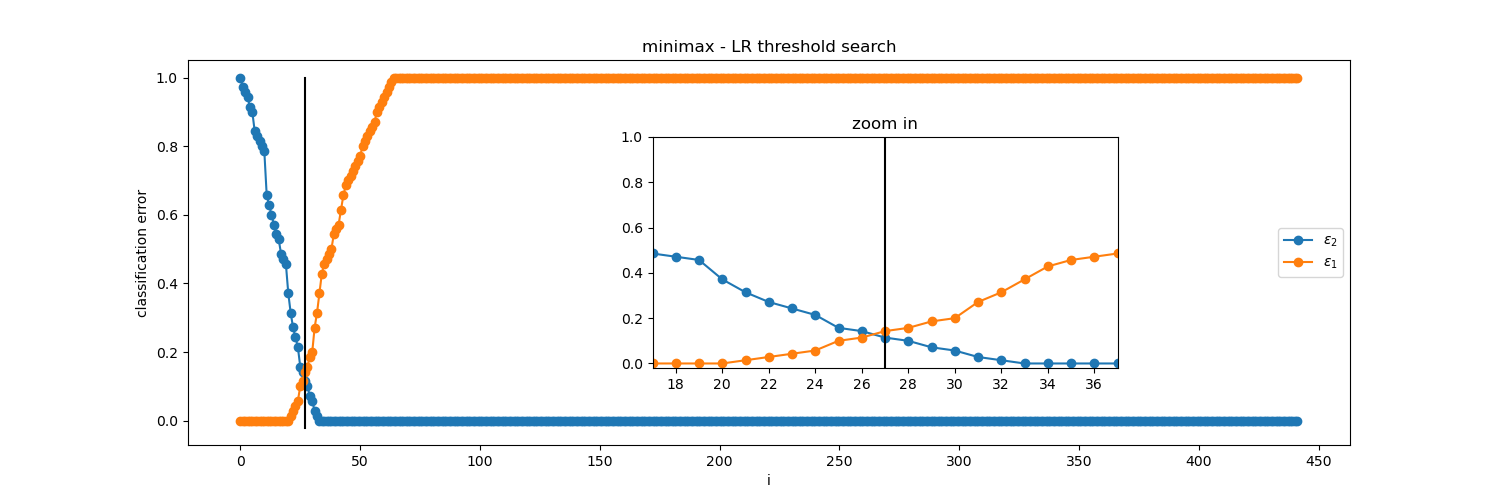 minimax - LR threshold search
classification error
1.0
0.8
0.6
0.4
0.2
0.0
zoom in
1.0
0.8
0.6
0.4
0.2
0.0
18 20 22 24 26 28 30 32 34 36
ε₂
ε₁
0 50 100 150 200 250 300 350 400 450
i